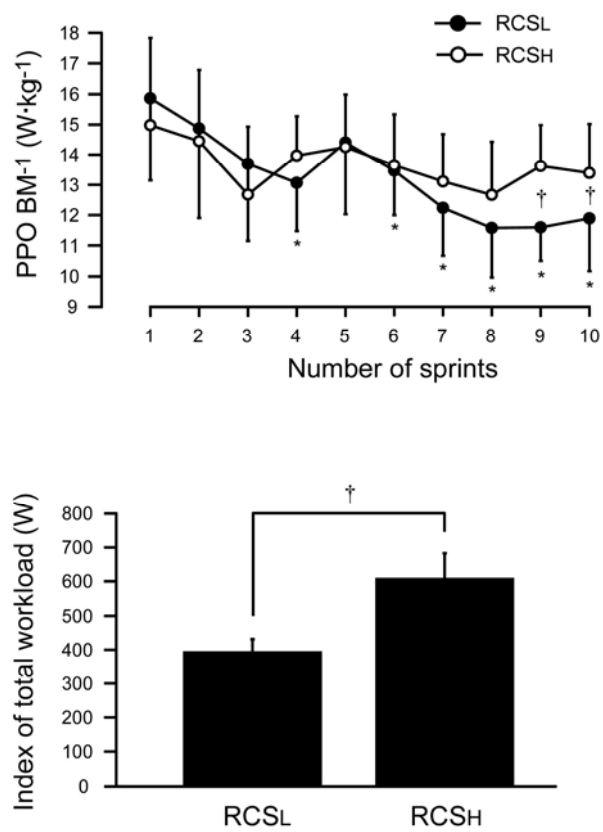 RCSL
RCSH
PPO BM-1 (W·kg-1)
18
17
16
15
14
13
12
11
10
9
† †
* * * * * *
1 2 3 4 5 6 7 8 9 10
Number of sprints
†
Index of total workload (W)
800
700
600
500
400
300
200
100
0
RCSL RCSH